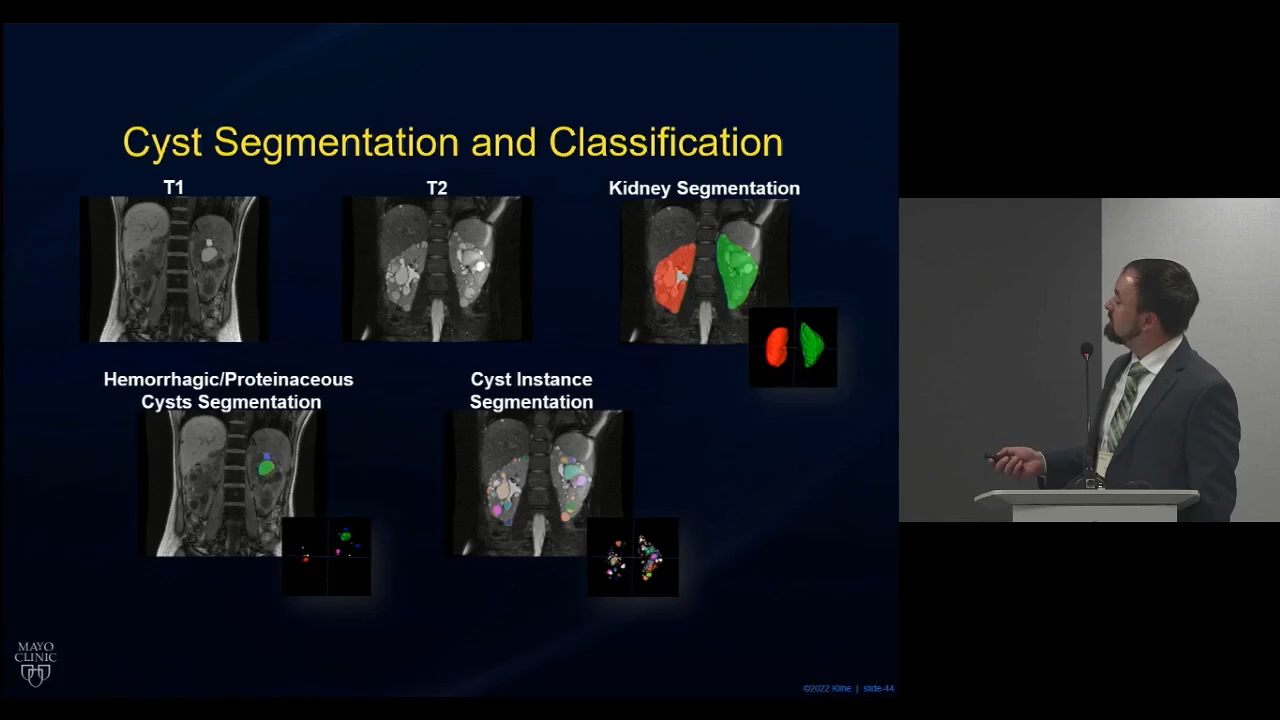 Cyst Segmentation and Classification
T1
T2
Kidney Segmentation
Hemorrhagic/Proteinaceous
Cysts Segmentation
Cyst Instance
Segmentation
MAYO
CLINIC
©2022 Kline | slide-44